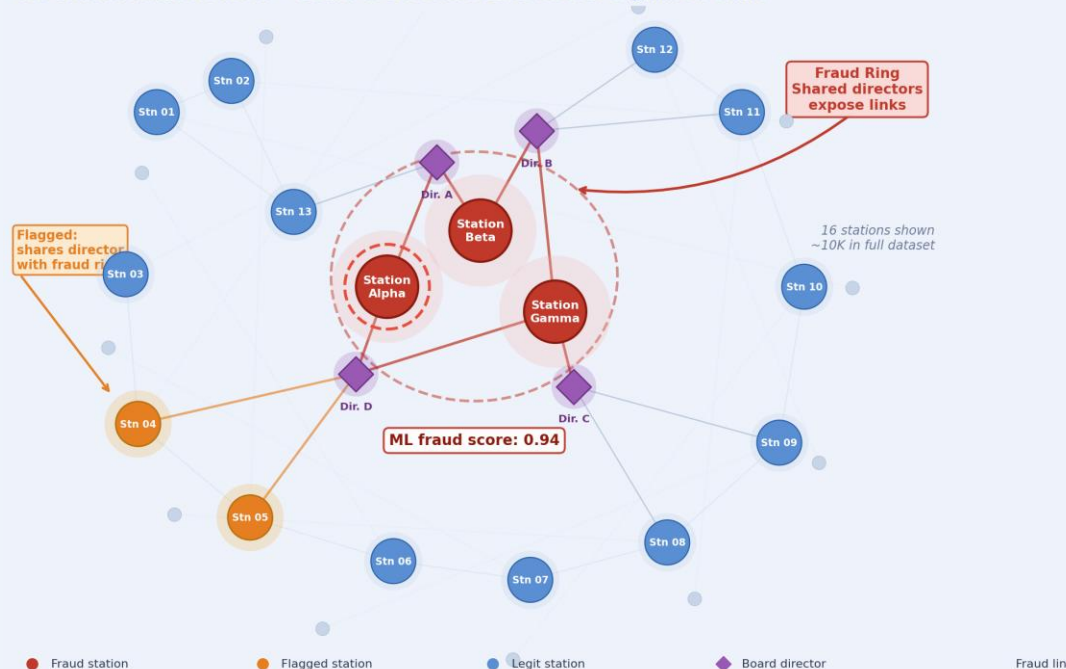 Stn 12
Stn 02
Stn 01
Stn 11
Fraud Ring
Shared directors
expose links
Dir. B
Dir. A
Stn 13
Station
Beta
16 stations shown
~10K in full dataset
Flagged:
shares director
with fraud
Stn 03
Station
Alpha
Stn 10
Station
Gamma
Dir. D
Dir. C
Stn 04
ML fraud score: 0.94
Stn 09
Stn 05
Stn 08
Stn 06
Stn 07
Fraud station
Flagged station
Legit station
Board director
Fraud